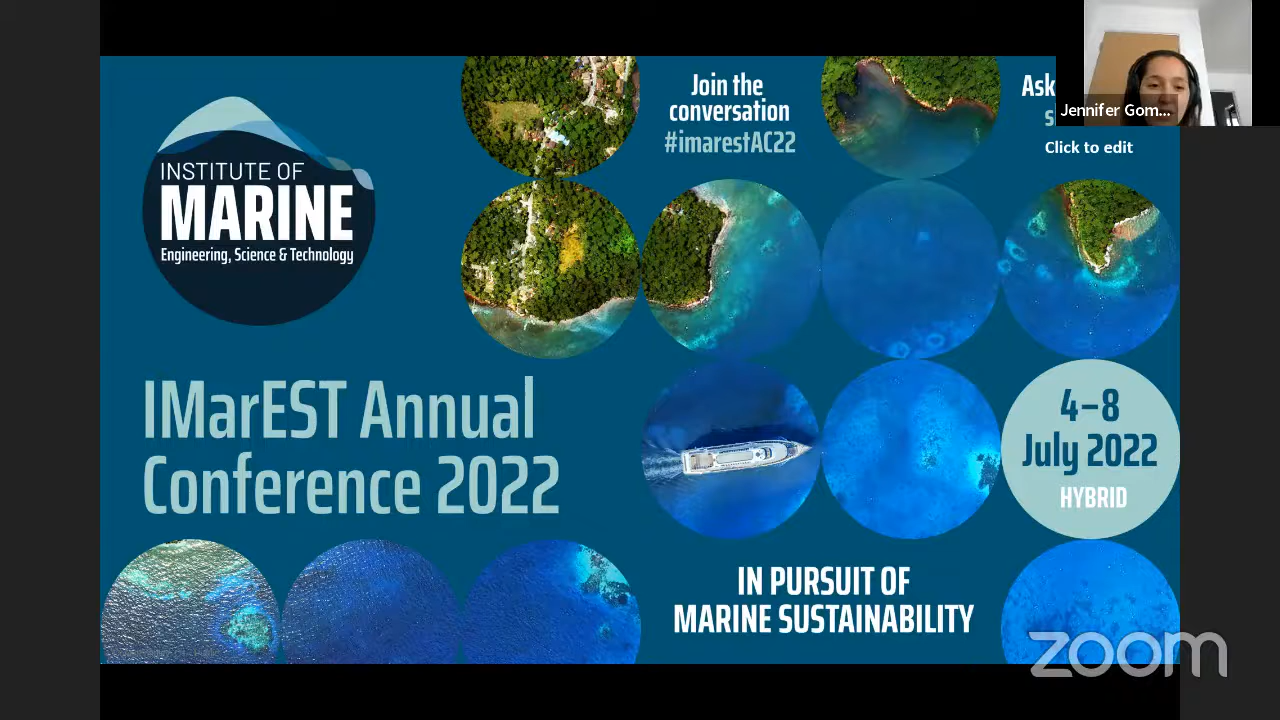 INSTITUTE OF
MARINE
Engineering, Science & Technology
Join the
conversation
#imarestAC22
Ask
Jennifer Gom...
Click to edit
IMarEST Annual
Conference 2022
4–8
July 2022
HYBRID
IN PURSUIT OF
MARINE SUSTAINABILITY
zoom